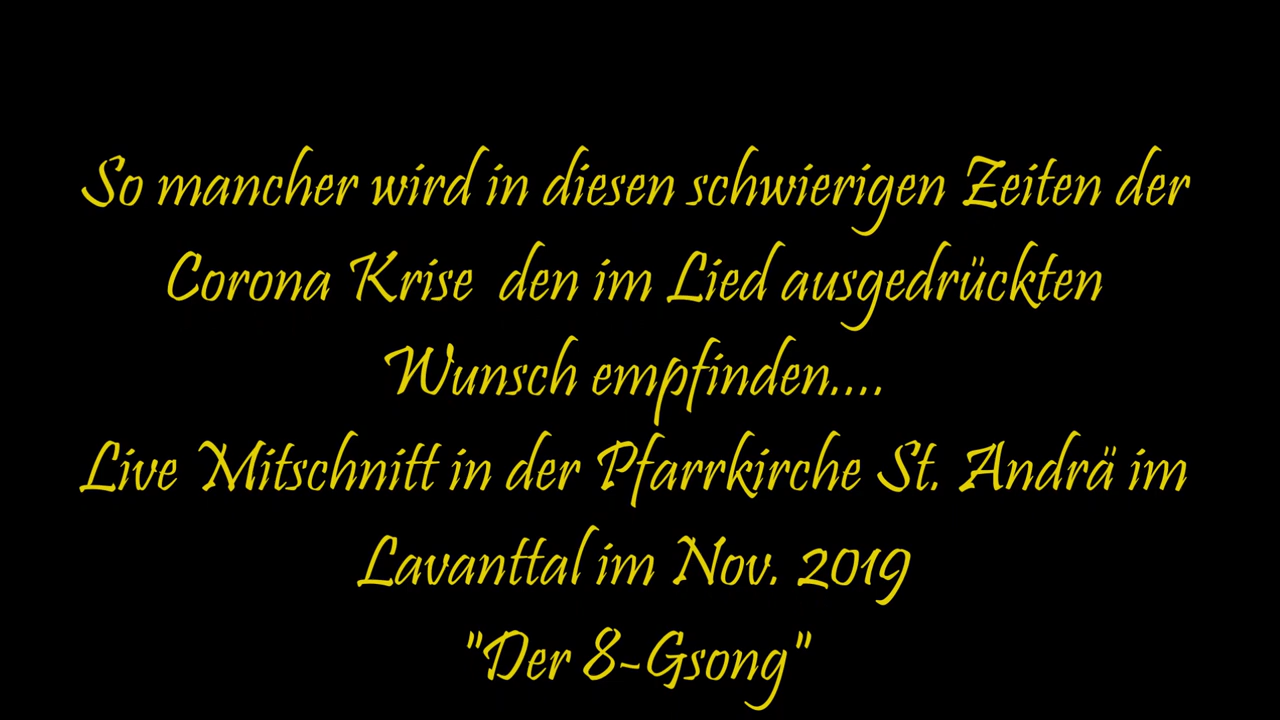 So mancher wird in diesen schwierigen Zeiten der
Corona Krise den im Lied ausgedrückten
Wunsch empfinden....
Live Mitschnitt in der Pfarrkirche St. Andrä im
Lavanttal im Nov. 2019
"Der 8-Gsong"